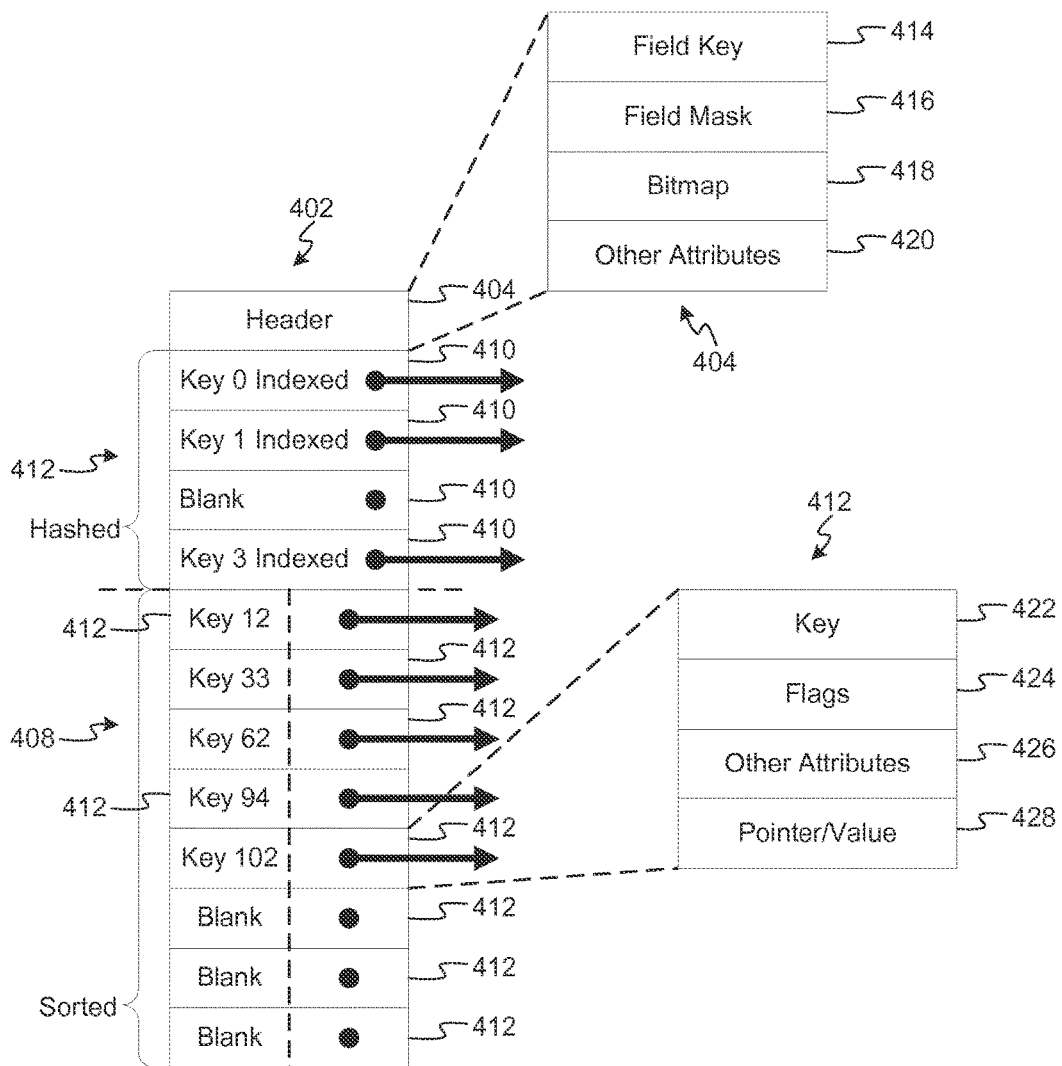 Field Key
414
Field Mask
416
Bitmap
418
402
Other Attributes
420
Header
404
404
410
Key 0 Indexed
410
Key 1 Indexed
412
Blank
410
Hashed
410
412
Key 3 Indexed
412
Key 12
Key
422
412
Key 33
Flags
424
412
408
Key 62
Other Attributes
426
412
Key 94
Pointer/Value
428
412
Key 102
Blank
412
Blank
412
Sorted
Blank
412